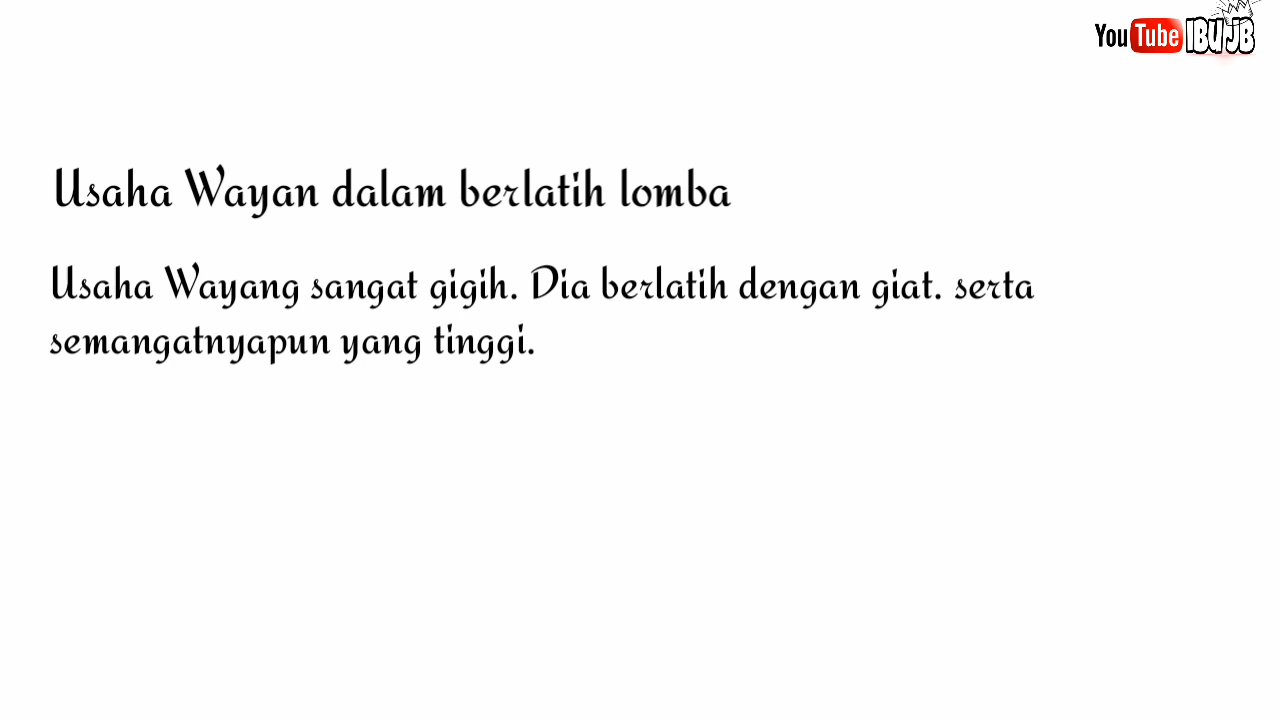 YouTube IBUJB
Usaha Wayan dalam berlatih lomba
Usaha Wayang sangat gigih. Dia berlatih dengan giat. serta
semangatnyapun yang tinggi.